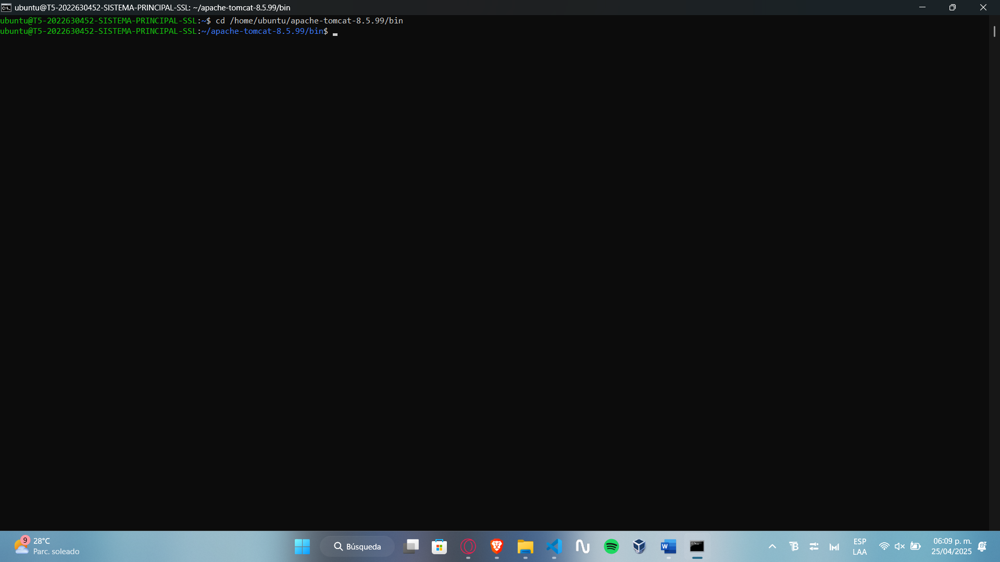 ubuntu@T5-2022630452-SISTEMA-PRINCIPAL-SSL: ~/apache-tomcat-8.5.99/bin
ubuntu@T5-2022630452-SISTEMA-PRINCIPAL-SSL:~$ cd /home/ubuntu/apache-tomcat-8.5.99/bin
ubuntu@T5-2022630452-SISTEMA-PRINCIPAL-SSL:~/apache-tomcat-8.5.99/bin$
9
28°C
Parc. soleado
Búsqueda
ESP
LAA
06:09 p. m.
25/04/2025